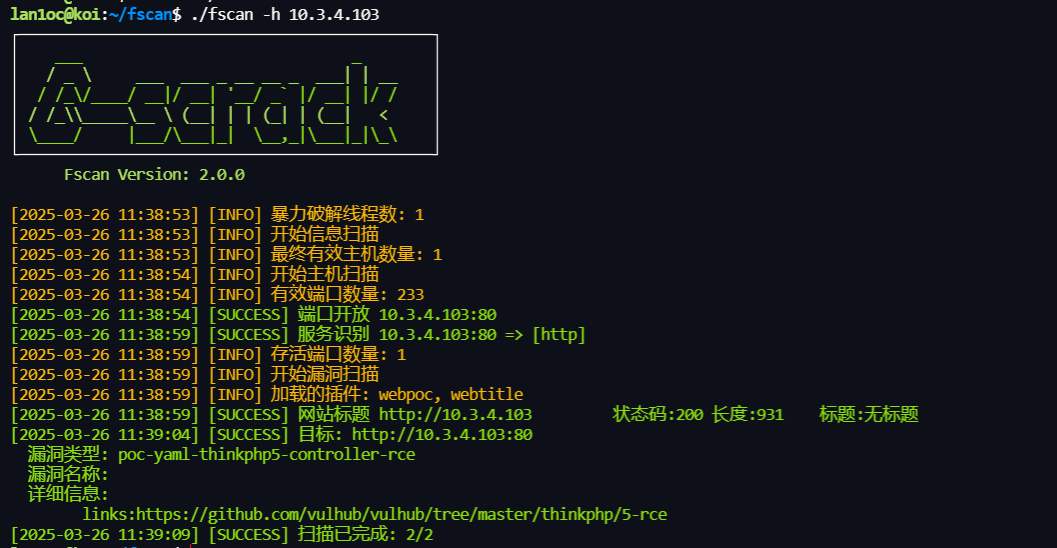 lan1oc@koi:~/fscan$ ./fscan -h 10.3.4.103
Fscan Version: 2.0.0
[2025-03-26 11:38:53] [INFO] 暴力破解线程数: 1
[2025-03-26 11:38:53] [INFO] 开始信息扫描
[2025-03-26 11:38:53] [INFO] 最终有效主机数量: 1
[2025-03-26 11:38:54] [INFO] 开始主机扫描
[2025-03-26 11:38:54] [INFO] 有效端口数量: 233
[2025-03-26 11:38:54] [SUCCESS] 端口开放 10.3.4.103:80
[2025-03-26 11:38:59] [SUCCESS] 服务识别 10.3.4.103:80 => [http]
[2025-03-26 11:38:59] [INFO] 存活端口数量: 1
[2025-03-26 11:38:59] [INFO] 开始漏洞扫描
[2025-03-26 11:38:59] [INFO] 加载的插件: webpoc, webtitle
[2025-03-26 11:38:59] [SUCCESS] 网站标题 http://10.3.4.103 状态码:200 长度:931 标题:无标题
[2025-03-26 11:39:04] [SUCCESS] 目标: http://10.3.4.103:80
漏洞类型: poc-yaml-thinkphp5-controller-rce
漏洞名称:
详细信息:
links:https://github.com/vulhub/vulhub/tree/master/thinkphp/5-rce
[2025-03-26 11:39:09] [SUCCESS] 扫描已完成: 2/2